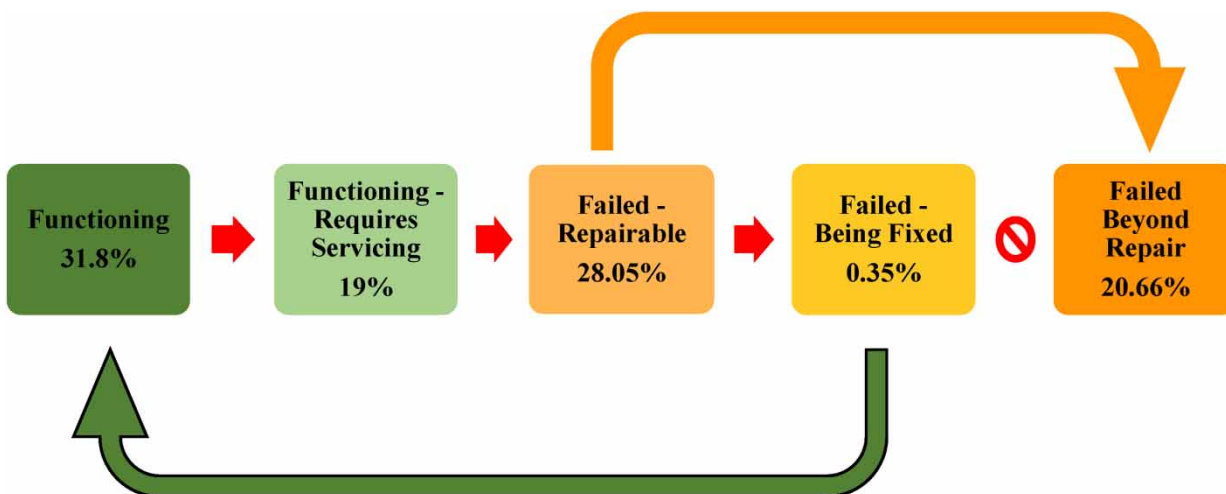 Functioning
31.8%
Functioning -
Requires
Servicing
19%
Failed -
Repairable
28.05%
Failed -
Being Fixed
0.35%
Failed
Beyond
Repair
20.66%